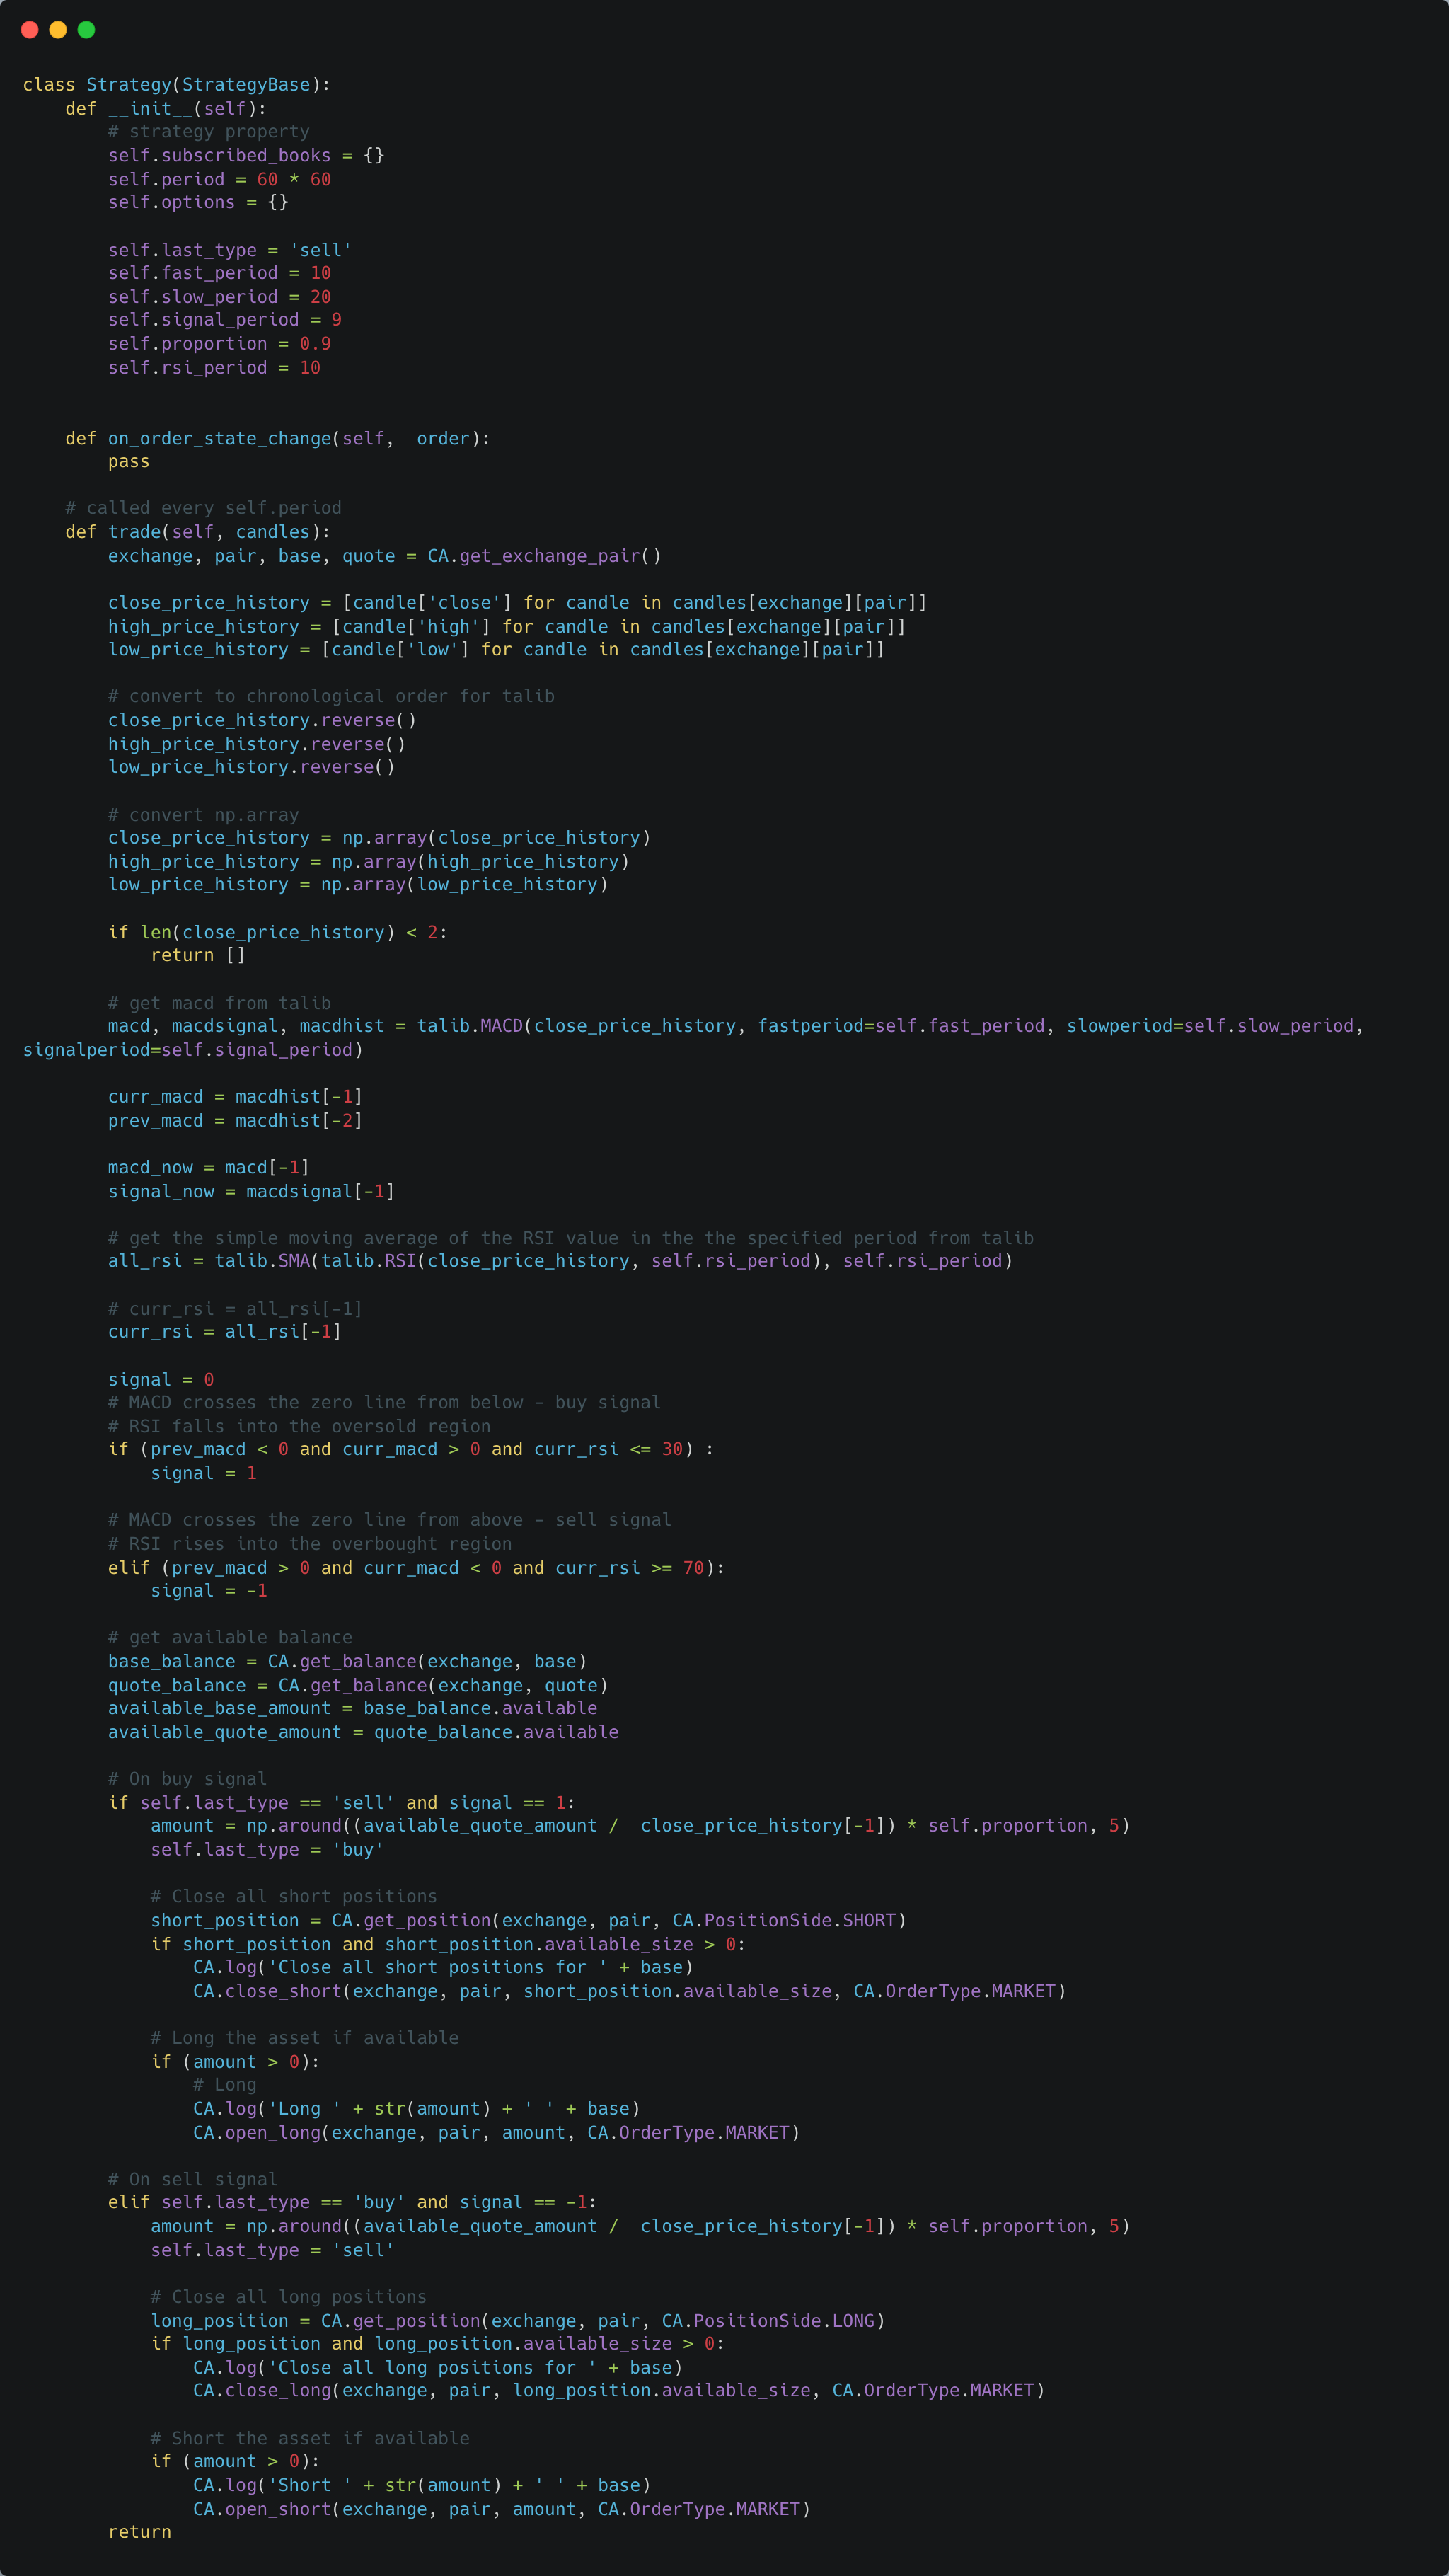 class Strategy(StrategyBase):
    def __init__(self):
        # strategy property
        self.subscribed_books = {}
        self.period = 60 * 60
        self.options = {}

        self.last_type = 'sell'
        self.fast_period = 10
        self.slow_period = 20
        self.signal_period = 9
        self.proportion = 0.9
        self.rsi_period = 10


    def on_order_state_change(self,  order):
        pass

    # called every self.period
    def trade(self, candles):
        exchange, pair, base, quote = CA.get_exchange_pair()

        close_price_history = [candle['close'] for candle in candles[exchange][pair]]
        high_price_history = [candle['high'] for candle in candles[exchange][pair]]
        low_price_history = [candle['low'] for candle in candles[exchange][pair]]

        # convert to chronological order for talib
        close_price_history.reverse()
        high_price_history.reverse()
        low_price_history.reverse()

        # convert np.array
        close_price_history = np.array(close_price_history)
        high_price_history = np.array(high_price_history)
        low_price_history = np.array(low_price_history)

        if len(close_price_history) < 2:
            return []

        # get macd from talib
        macd, macdsignal, macdhist = talib.MACD(close_price_history, fastperiod=self.fast_period, slowperiod=self.slow_period,
signalperiod=self.signal_period)

        curr_macd = macdhist[-1]
        prev_macd = macdhist[-2]

        macd_now = macd[-1]
        signal_now = macdsignal[-1]

        # get the simple moving average of the RSI value in the the specified period from talib
        all_rsi = talib.SMA(talib.RSI(close_price_history, self.rsi_period), self.rsi_period)

        # curr_rsi = all_rsi[-1]
        curr_rsi = all_rsi[-1]

        signal = 0
        # MACD crosses the zero line from below - buy signal
        # RSI falls into the oversold region
        if (prev_macd < 0 and curr_macd > 0 and curr_rsi <= 30) :
            signal = 1

        # MACD crosses the zero line from above - sell signal
        # RSI rises into the overbought region
        elif (prev_macd > 0 and curr_macd < 0 and curr_rsi >= 70):
            signal = -1

        # get available balance
        base_balance = CA.get_balance(exchange, base)
        quote_balance = CA.get_balance(exchange, quote)
        available_base_amount = base_balance.available
        available_quote_amount = quote_balance.available

        # On buy signal
        if self.last_type == 'sell' and signal == 1:
            amount = np.around((available_quote_amount /  close_price_history[-1]) * self.proportion, 5)
            self.last_type = 'buy'

            # Close all short positions
            short_position = CA.get_position(exchange, pair, CA.PositionSide.SHORT)
            if short_position and short_position.available_size > 0:
                CA.log('Close all short positions for ' + base)
                CA.close_short(exchange, pair, short_position.available_size, CA.OrderType.MARKET)

            # Long the asset if available
            if (amount > 0):
                # Long
                CA.log('Long ' + str(amount) + ' ' + base)
                CA.open_long(exchange, pair, amount, CA.OrderType.MARKET)

        # On sell signal
        elif self.last_type == 'buy' and signal == -1:
            amount = np.around((available_quote_amount /  close_price_history[-1]) * self.proportion, 5)
            self.last_type = 'sell'

            # Close all long positions
            long_position = CA.get_position(exchange, pair, CA.PositionSide.LONG)
            if long_position and long_position.available_size > 0:
                CA.log('Close all long positions for ' + base)
                CA.close_long(exchange, pair, long_position.available_size, CA.OrderType.MARKET)

            # Short the asset if available
            if (amount > 0):
                CA.log('Short ' + str(amount) + ' ' + base)
                CA.open_short(exchange, pair, amount, CA.OrderType.MARKET)
        return